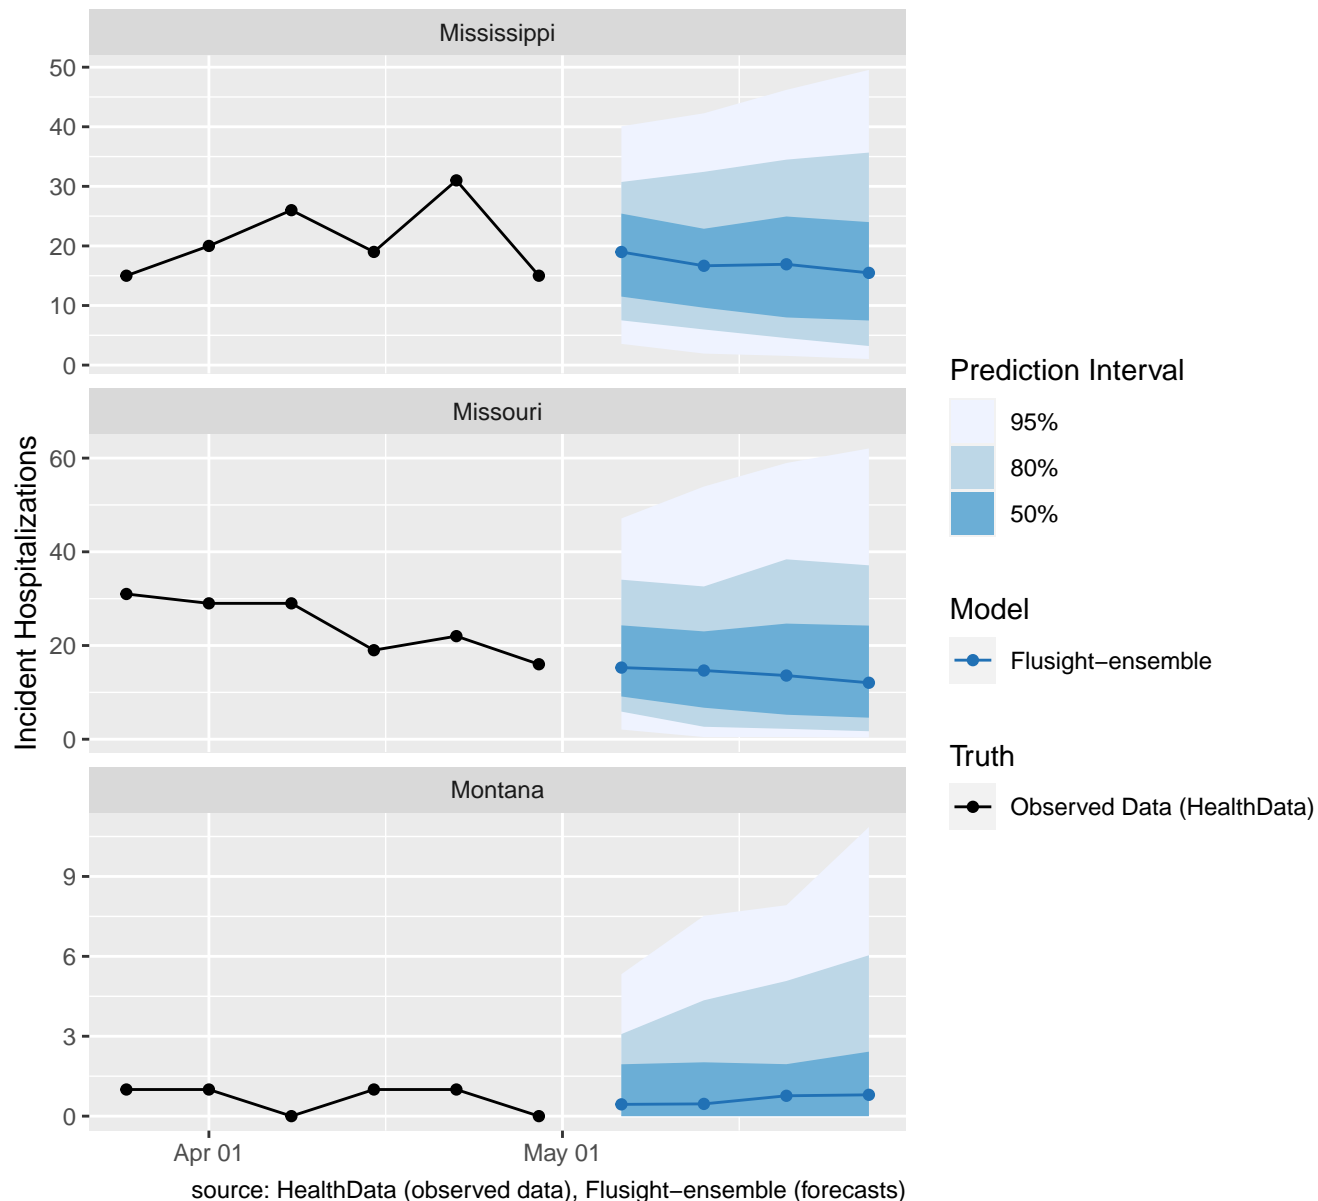 Mississippi
50
40
30
20
10
0
Missouri
60
40
20
0
Montana
9
6
3
0
Apr 01
May 01
Incident Hospitalizations
source: HealthData (observed data), Flusight−ensemble (forecasts)
Prediction Interval
95%
80%
50%
Model
Flusight−ensemble
Truth
Observed Data (HealthData)